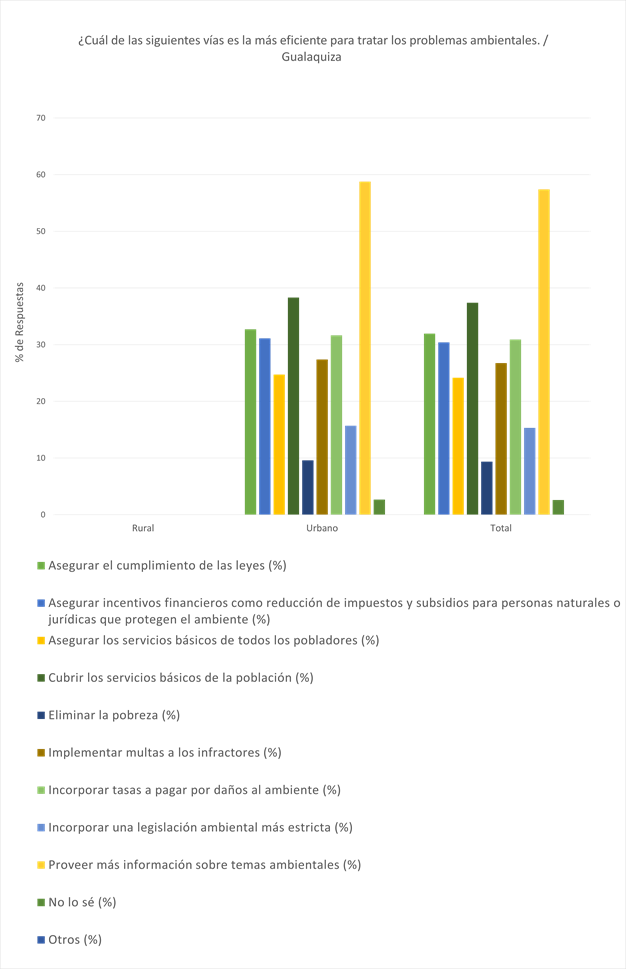 ¿Cuál de las siguientes vías es la más eficiente para tratar los problemas ambientales. /
Gualaquiza
70
60
50
40
30
20
10
0
% de Respuestas
Rural
Urbano
Total
Asegurar el cumplimiento de las leyes (%)
Asegurar incentivos financieros como reducción de impuestos y subsidios para personas naturales o
jurídicas que protegen el ambiente (%)
Asegurar los servicios básicos de todos los pobladores (%)
Cubrir los servicios básicos de la población (%)
Eliminar la pobreza (%)
Implementar multas a los infractores (%)
Incorporar tasas a pagar por daños al ambiente (%)
Incorporar una legislación ambiental más estricta (%)
Proveer más información sobre temas ambientales (%)
No lo sé (%)
Otros (%)